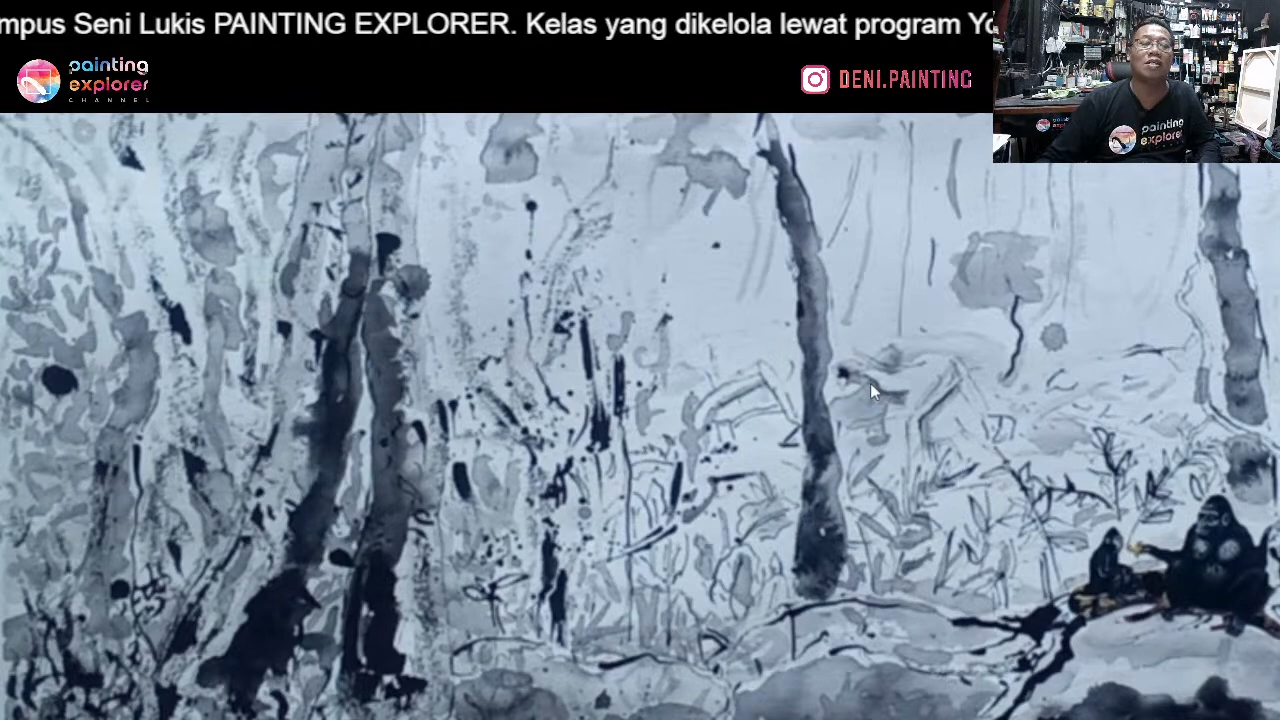 mpus Seni Lukis PAINTING EXPLORER. Kelas yang dikelola lewat program Yo
painting
explorer
CHANNEL
DENI.PAINTING
painting
explorer